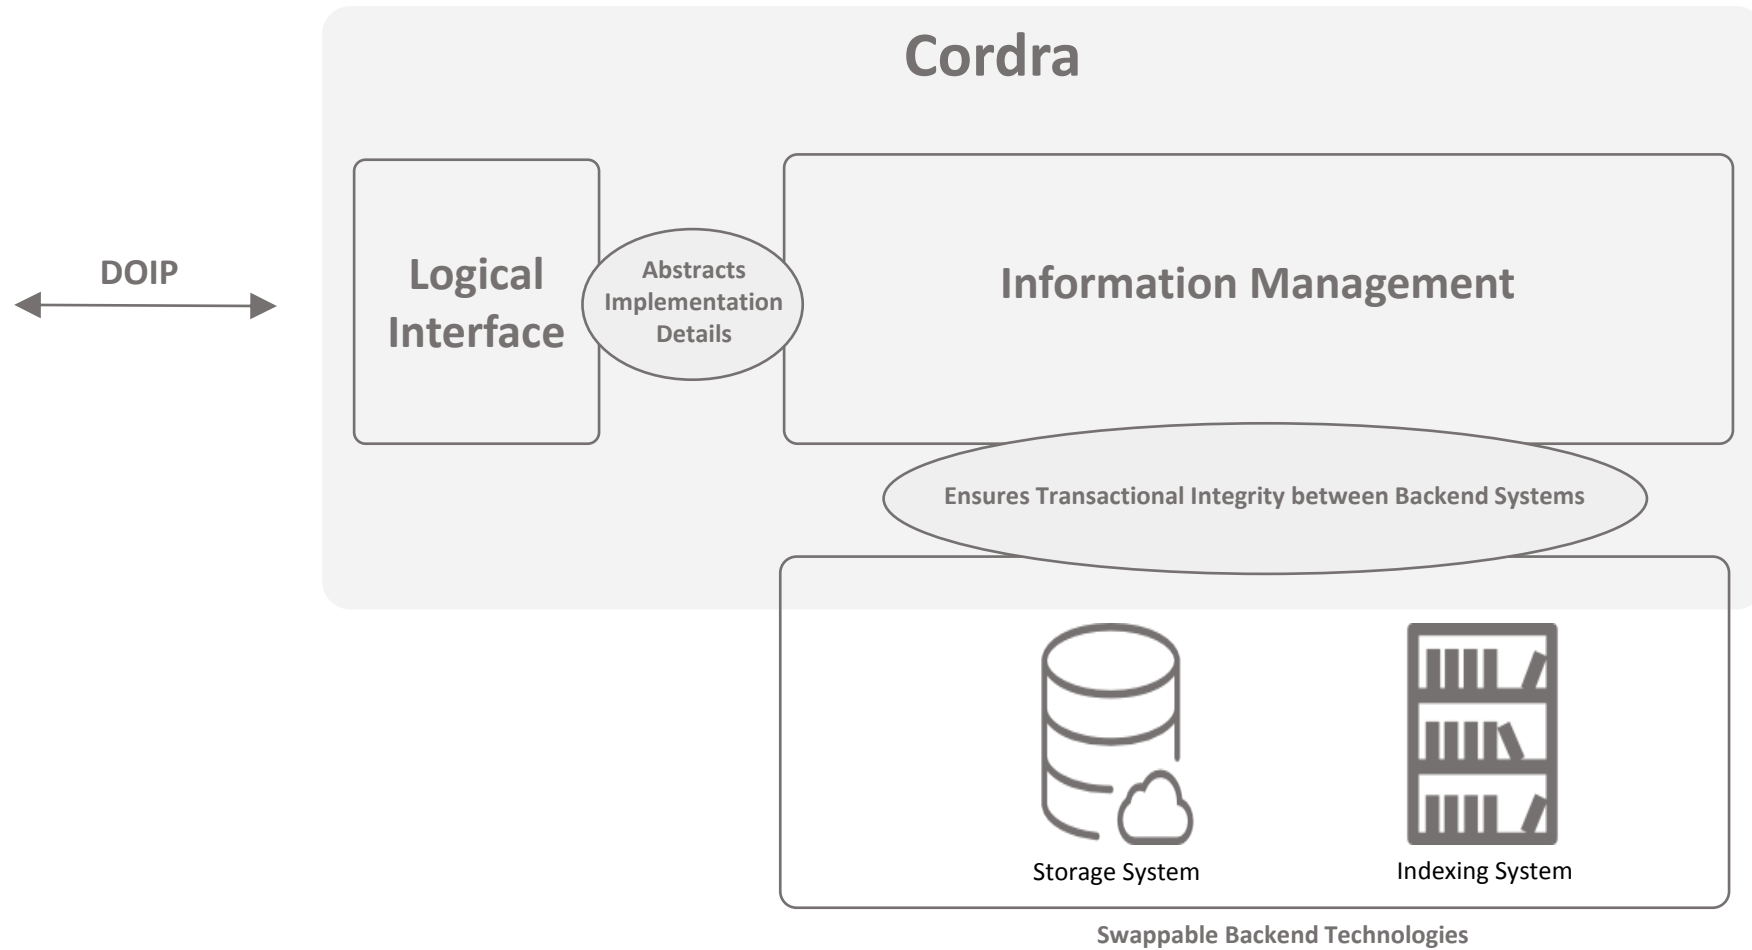 Cordra
DOIP
Logical
Interface
Abstracts
Implementation
Details
Information Management
Ensures Transactional Integrity between Backend Systems
Storage System
Indexing System
Swappable Backend Technologies